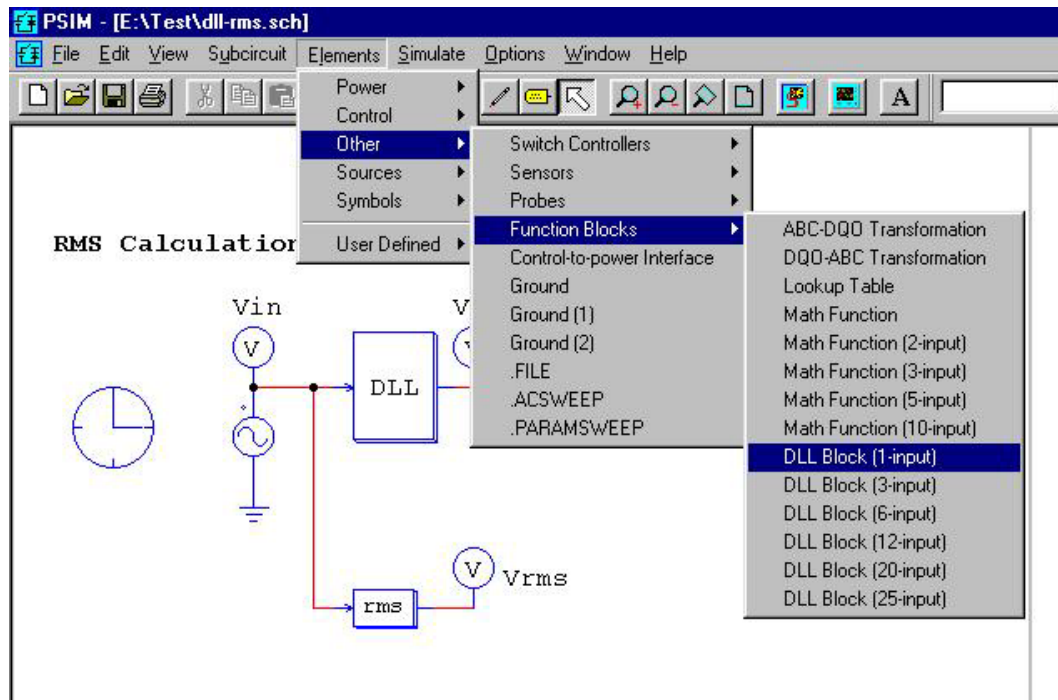 PSIM - [E:\Test\dll-rms.sch]
File Edit View Subcircuit Elements Simulate Options Window Help
A
Power
Control
Other
Sources
Symbols
User Defined
Switch Controllers
Sensors
Probes
Function Blocks
Control-to-power Interface
Ground
Ground (1)
Ground (2)
.FILE
.ACSWEEP
.PARAMSWEEP
ABC-DQO Transformation
DQO-ABC Transformation
Lookup Table
Math Function
Math Function (2-input)
Math Function (3-input)
Math Function (5-input)
Math Function (10-input)
DLL Block (1-input)
DLL Block (3-input)
DLL Block (6-input)
DLL Block (12-input)
DLL Block (20-input)
DLL Block (25-input)
RMS Calculation
Vin
V
V
DLL
V
Vrms
rms